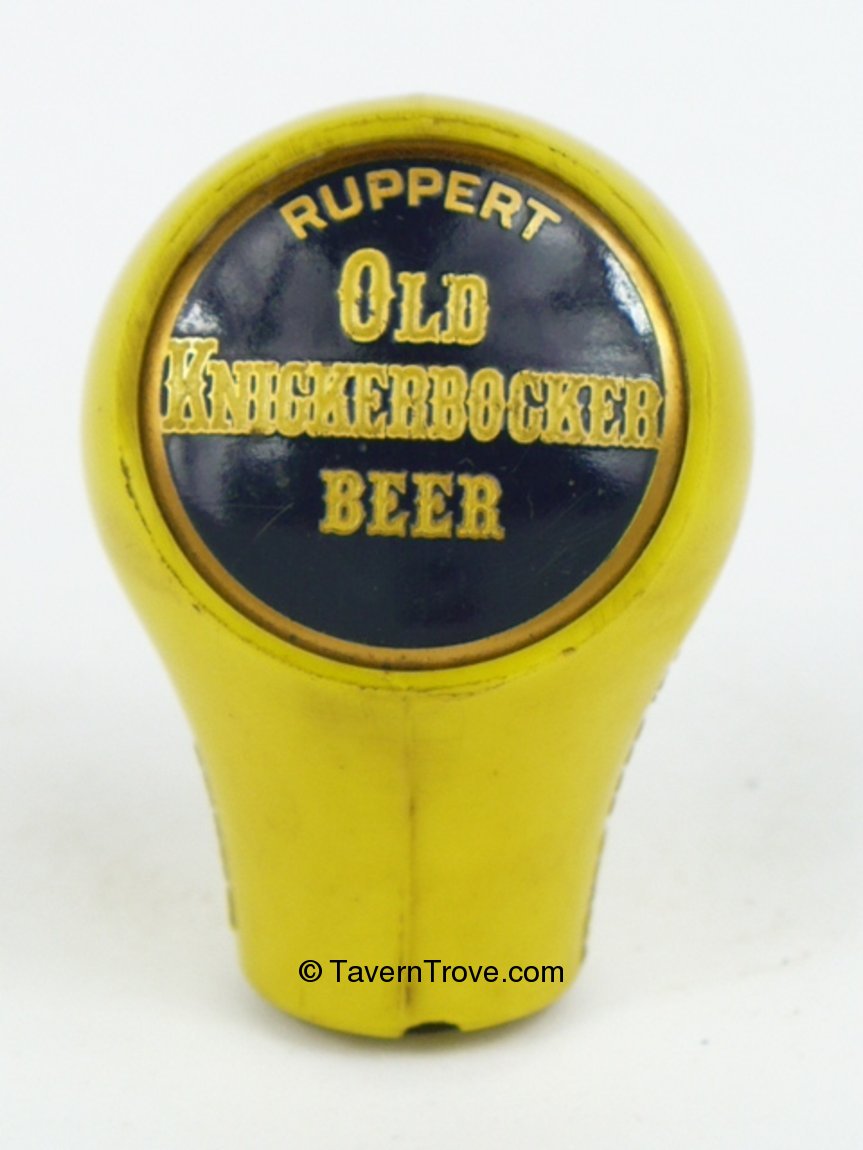 RUPPERT
OLD
KNICKERBOCKER
BEER
© TavernTrove.com